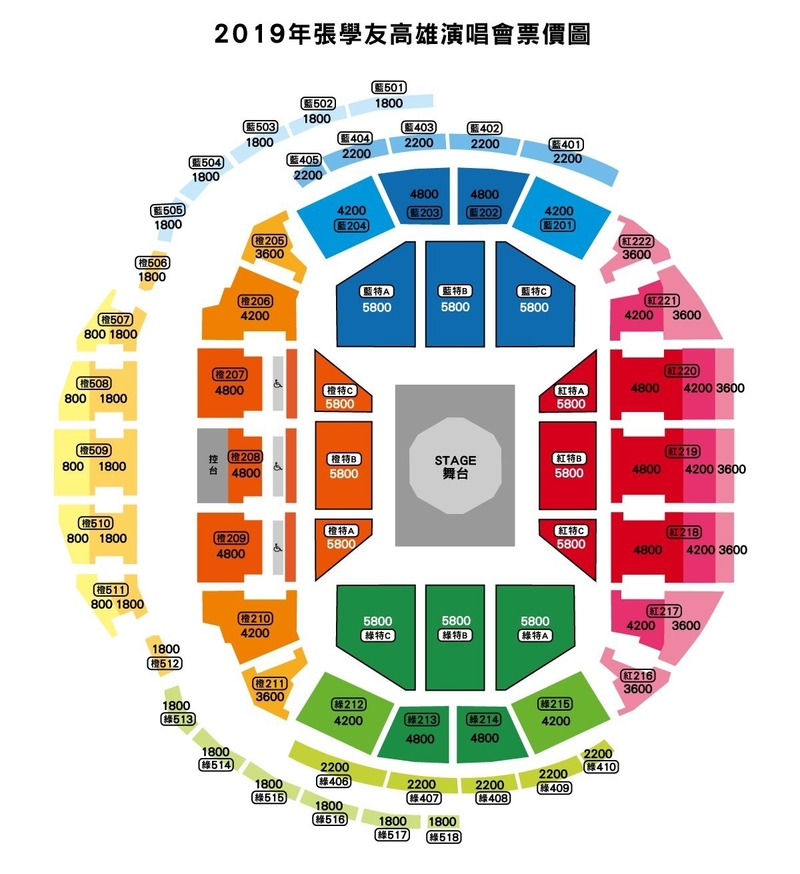 2019年張學友高雄演唱會票價圖
藍501
1800
藍502
1800
藍503
1800
藍504
1800
藍505
1800
藍405
2200
藍404
2200
藍403
2200
藍402
2200
藍401
2200
4200
藍204
4800
藍203
4800
藍202
4200
藍201
藍特A
5800
藍特B
5800
藍特C
5800
橙205
3600
橙206
4200
橙207
4800
控台
橙208
4800
橙209
4800
橙210
4200
橙211
3600
橙506
1800
橙507
800 1800
橙508
800 1800
橙509
800 1800
橙510
800 1800
橙511
800 1800
1800
橙512
橙特C
5800
橙特B
5800
橙特A
5800
STAGE
舞台
紅特A
5800
紅特B
5800
紅特C
5800
紅222
3600
紅221
4200 3600
紅220
4800 4200 3600
紅219
4800 4200 3600
紅218
4800 4200 3600
紅217
4200 3600
紅216
3600
5800
綠特C
5800
綠特B
5800
綠特A
綠212
4200
綠213
4800
綠214
4800
綠215
4200
2200
綠406
2200
綠407
2200
綠408
2200
綠409
2200
綠410
1800
綠513
1800
綠514
1800
綠515
1800
綠516
1800
綠517
1800
綠518